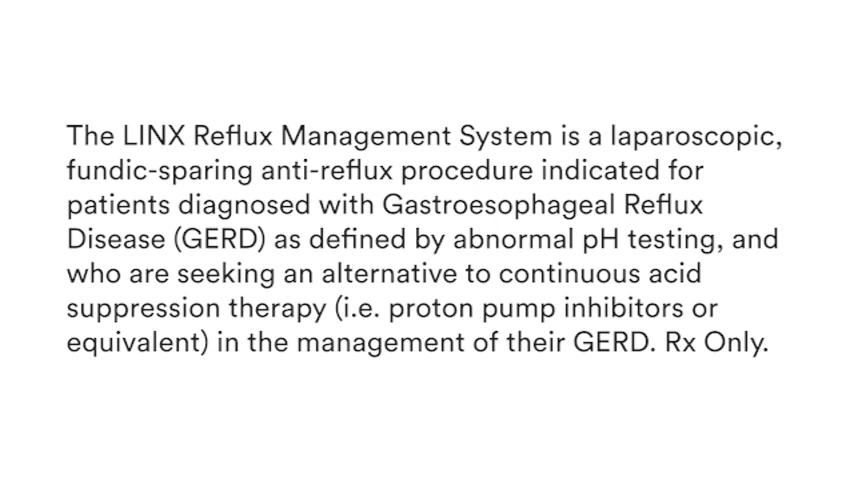 The LINX Reflux Management System is a laparoscopic,
fundic-sparing anti-reflux procedure indicated for
patients diagnosed with Gastroesophageal Reflux
Disease (GERD) as defined by abnormal pH testing, and
who are seeking an alternative to continuous acid
suppression therapy (i.e. proton pump inhibitors or
equivalent) in the management of their GERD. Rx Only.